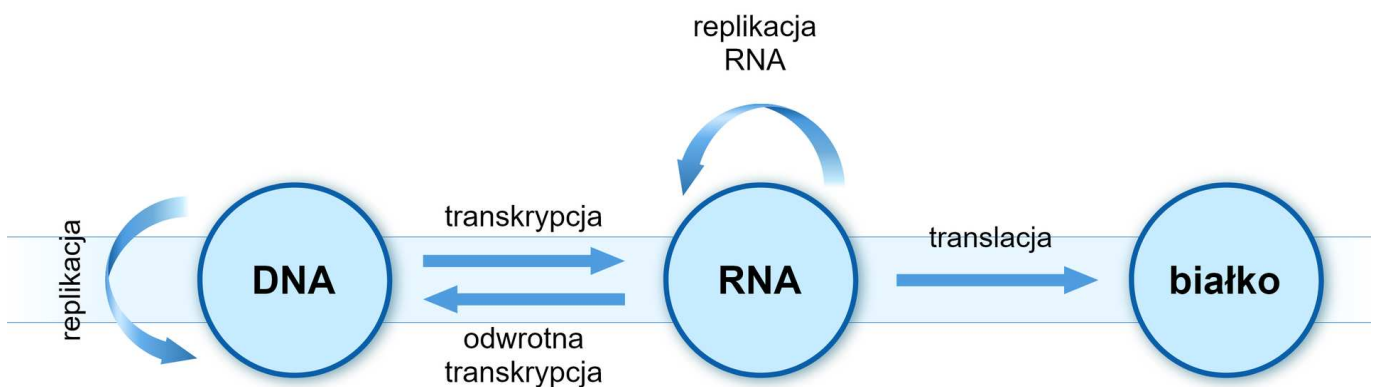 replikacja
RNA
replikacja
DNA
transkrypcja
odwrotna
transkrypcja
RNA
translacja
białko